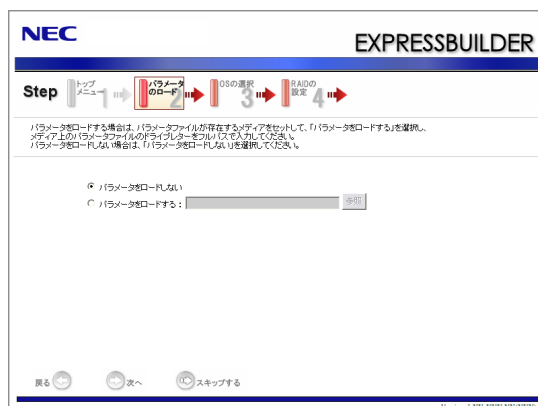 NEC
EXPRESSBUILDER
Step
トップ
メニュー 1
パラメータ
のロード 2
OSの選択
3
RAIDの
設定 4
パラメータをロードする場合は、パラメータファイルが存在するメディアをセットして、「パラメータをロードする」を選択し、
メディア上のパラメータファイルのドライブレターをフルパスで入力してください。
パラメータをロードしない場合は、「パラメータをロードしない」を選択してください。
パラメータをロードしない
パラメータをロードする：
参照
戻る
次へ
スキップする